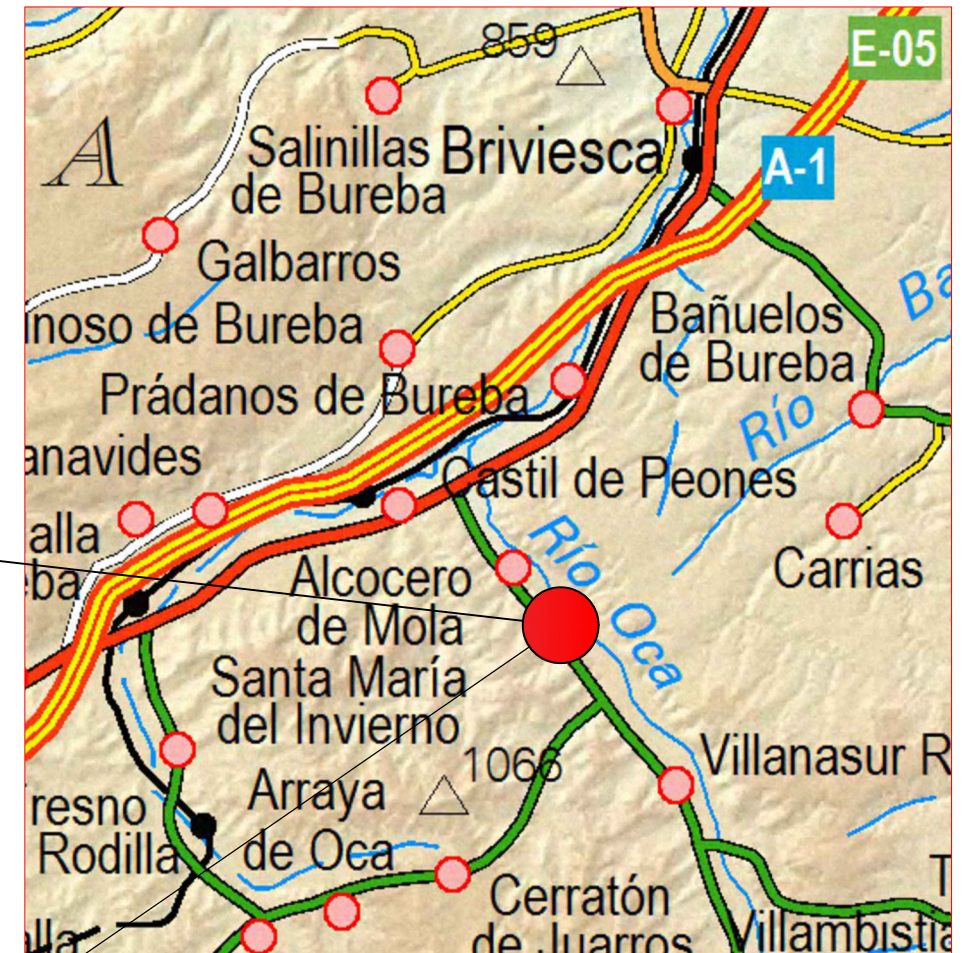 859
E-05
A
Salinillas
de Bureba
Briviesca
A-1
Galbarros
Ba
inoso de Bureba
Bañuelos
de Bureba
Prádanos de Bureba
Río
anavides
Castil de Peones
alla
eba
Río Oca
Carrias
Alcocero
de Mola
Santa María
del Invierno
1066
Villanasur R
Arraya
de Oca
resno
Rodilla
T
Cerratón
de Juarros
Villambistia
alla